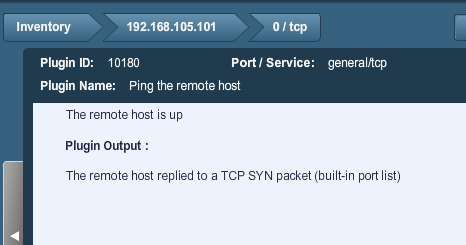 Inventory 192.168.105.101 0 / tcp
Plugin ID: 10180 Port / Service: general/tcp
Plugin Name: Ping the remote host
The remote host is up
Plugin Output :
The remote host replied to a TCP SYN packet (built-in port list)